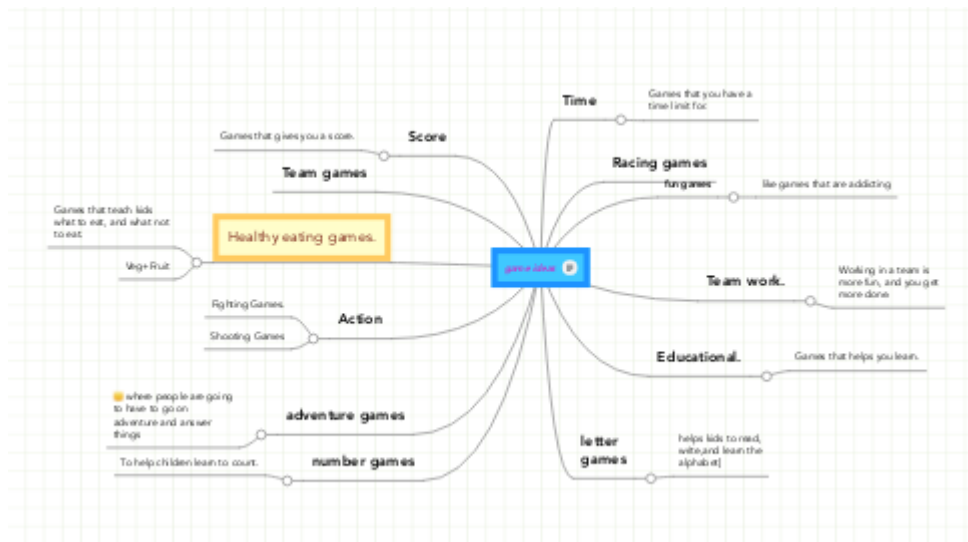 Time
Games that you have a
time limit for.
Games that gives you a score.
Score
Racing games
Team games
fun games
like games that are addicting
Games that teach kids
what to eat, and what not
to eat.
Healthy eating games.
Veg+Fruit
game ideas
Team work.
Working in a team is
more fun, and you get
more done
Fighting Games.
Action
Shooting Games
Educational.
Games that helps you learn.
where people are going
to have to go on
adventure and answer
things
adventure games
To help children learn to count.
number games
letter
games
helps kids to read,
write,and learn the
alphabet